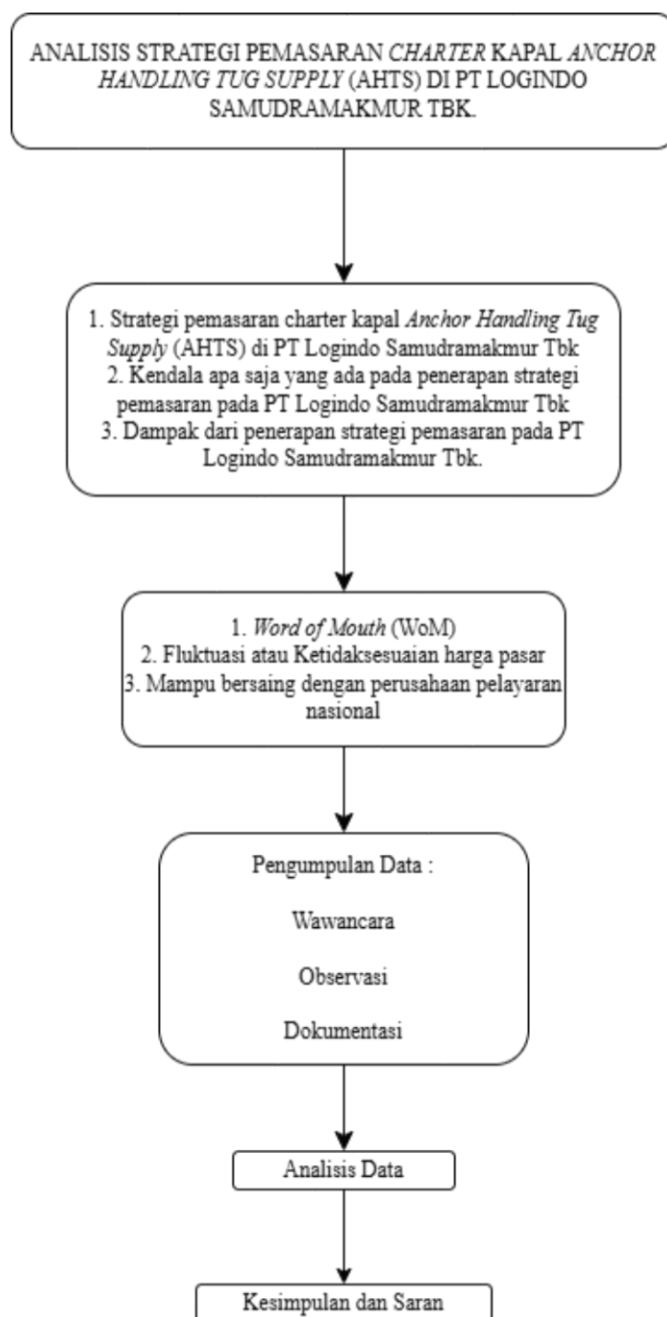 ANALISIS STRATEGI PEMASARAN CHARTER KAPAL ANCHOR
HANDLING TUG SUPPLY (AHTS) DI PT LOGINDO
SAMUDRAMAKMUR TBK.
1. Strategi pemasaran charter kapal Anchor Handling Tug
Supply (AHTS) di PT Logindo Samudramakmur Tbk
2. Kendala apa saja yang ada pada penerapan strategi
pemasaran pada PT Logindo Samudramakmur Tbk
3. Dampak dari penerapan strategi pemasaran pada PT
Logindo Samudramakmur Tbk.
1. Word of Mouth (WoM)
2. Fluktuasi atau Ketidaksesuaian harga pasar
3. Mampu bersaing dengan perusahaan pelayaran
nasional
Pengumpulan Data :
Wawancara
Observasi
Dokumentasi
Analisis Data
Kesimpulan dan Saran